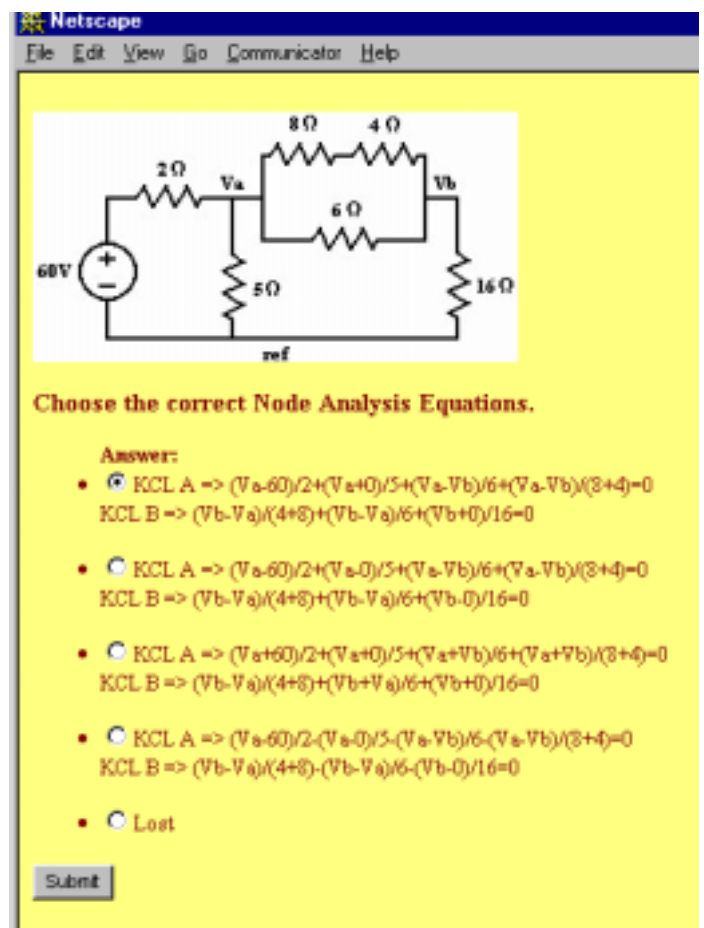 Netscape
File Edit View Go Communicator Help
8 Ω 4 Ω
2 Ω Va Vb
6 Ω
60V + − 5 Ω 16 Ω
ref
Choose the correct Node Analysis Equations.
Answer:
KCL A => (Va-60)/2+(Va+0)/5+(Va-Vb)/6+(Va-Vb)/(8+4)=0
KCL B => (Vb-Va)/(4+8)+(Vb-Va)/6+(Vb+0)/16=0
KCL A => (Va-60)/2+(Va-0)/5+(Va-Vb)/6+(Va-Vb)/(8+4)=0
KCL B => (Vb-Va)/(4+8)+(Vb-Va)/6+(Vb-0)/16=0
KCL A => (Va+60)/2+(Va+0)/5+(Va+Vb)/6+(Va+Vb)/(8+4)=0
KCL B => (Vb-Va)/(4+8)+(Vb+Va)/6+(Vb+0)/16=0
KCL A => (Va-60)/2-(Va-0)/5-(Va-Vb)/6-(Va-Vb)/(8+4)=0
KCL B => (Vb-Va)/(4+8)-(Vb-Va)/6-(Vb-0)/16=0
Lost
Submit